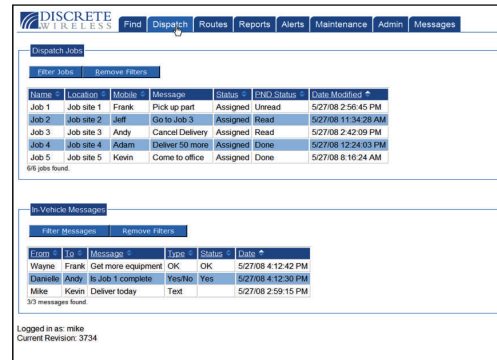 DISCRETE
WIRELESS
Find Dispatch Routes Reports Alerts Maintenance Admin Messages
Dispatch Jobs
Filter Jobs Remove Filters
Name Location Mobile Message Status PND Status Date Modified
Job 1 Job site 1 Frank Pick up part Assigned Unread 5/27/08 2:56:45 PM
Job 2 Job site 2 Jeff Go to Job 3 Assigned Read 5/27/08 11:34:28 AM
Job 3 Job site 3 Andy Cancel Delivery Assigned Read 5/27/08 2:42:09 PM
Job 4 Job site 4 Adam Deliver 50 more Assigned Done 5/27/08 12:24:03 PM
Job 5 Job site 5 Kevin Come to office Assigned Done 5/27/08 8:16:24 AM
6/6 jobs found.
In-Vehicle Messages
Filter Messages Remove Filters
From To Message Type Status Date
Wayne Frank Get more equipment OK OK 5/27/08 4:12:42 PM
Danielle Andy Is Job 1 complete Yes/No Yes 5/27/08 4:12:30 PM
Mike Kevin Deliver today Text 5/27/08 2:59:15 PM
3/3 messages found.
Logged in as: mike
Current Revision: 3734